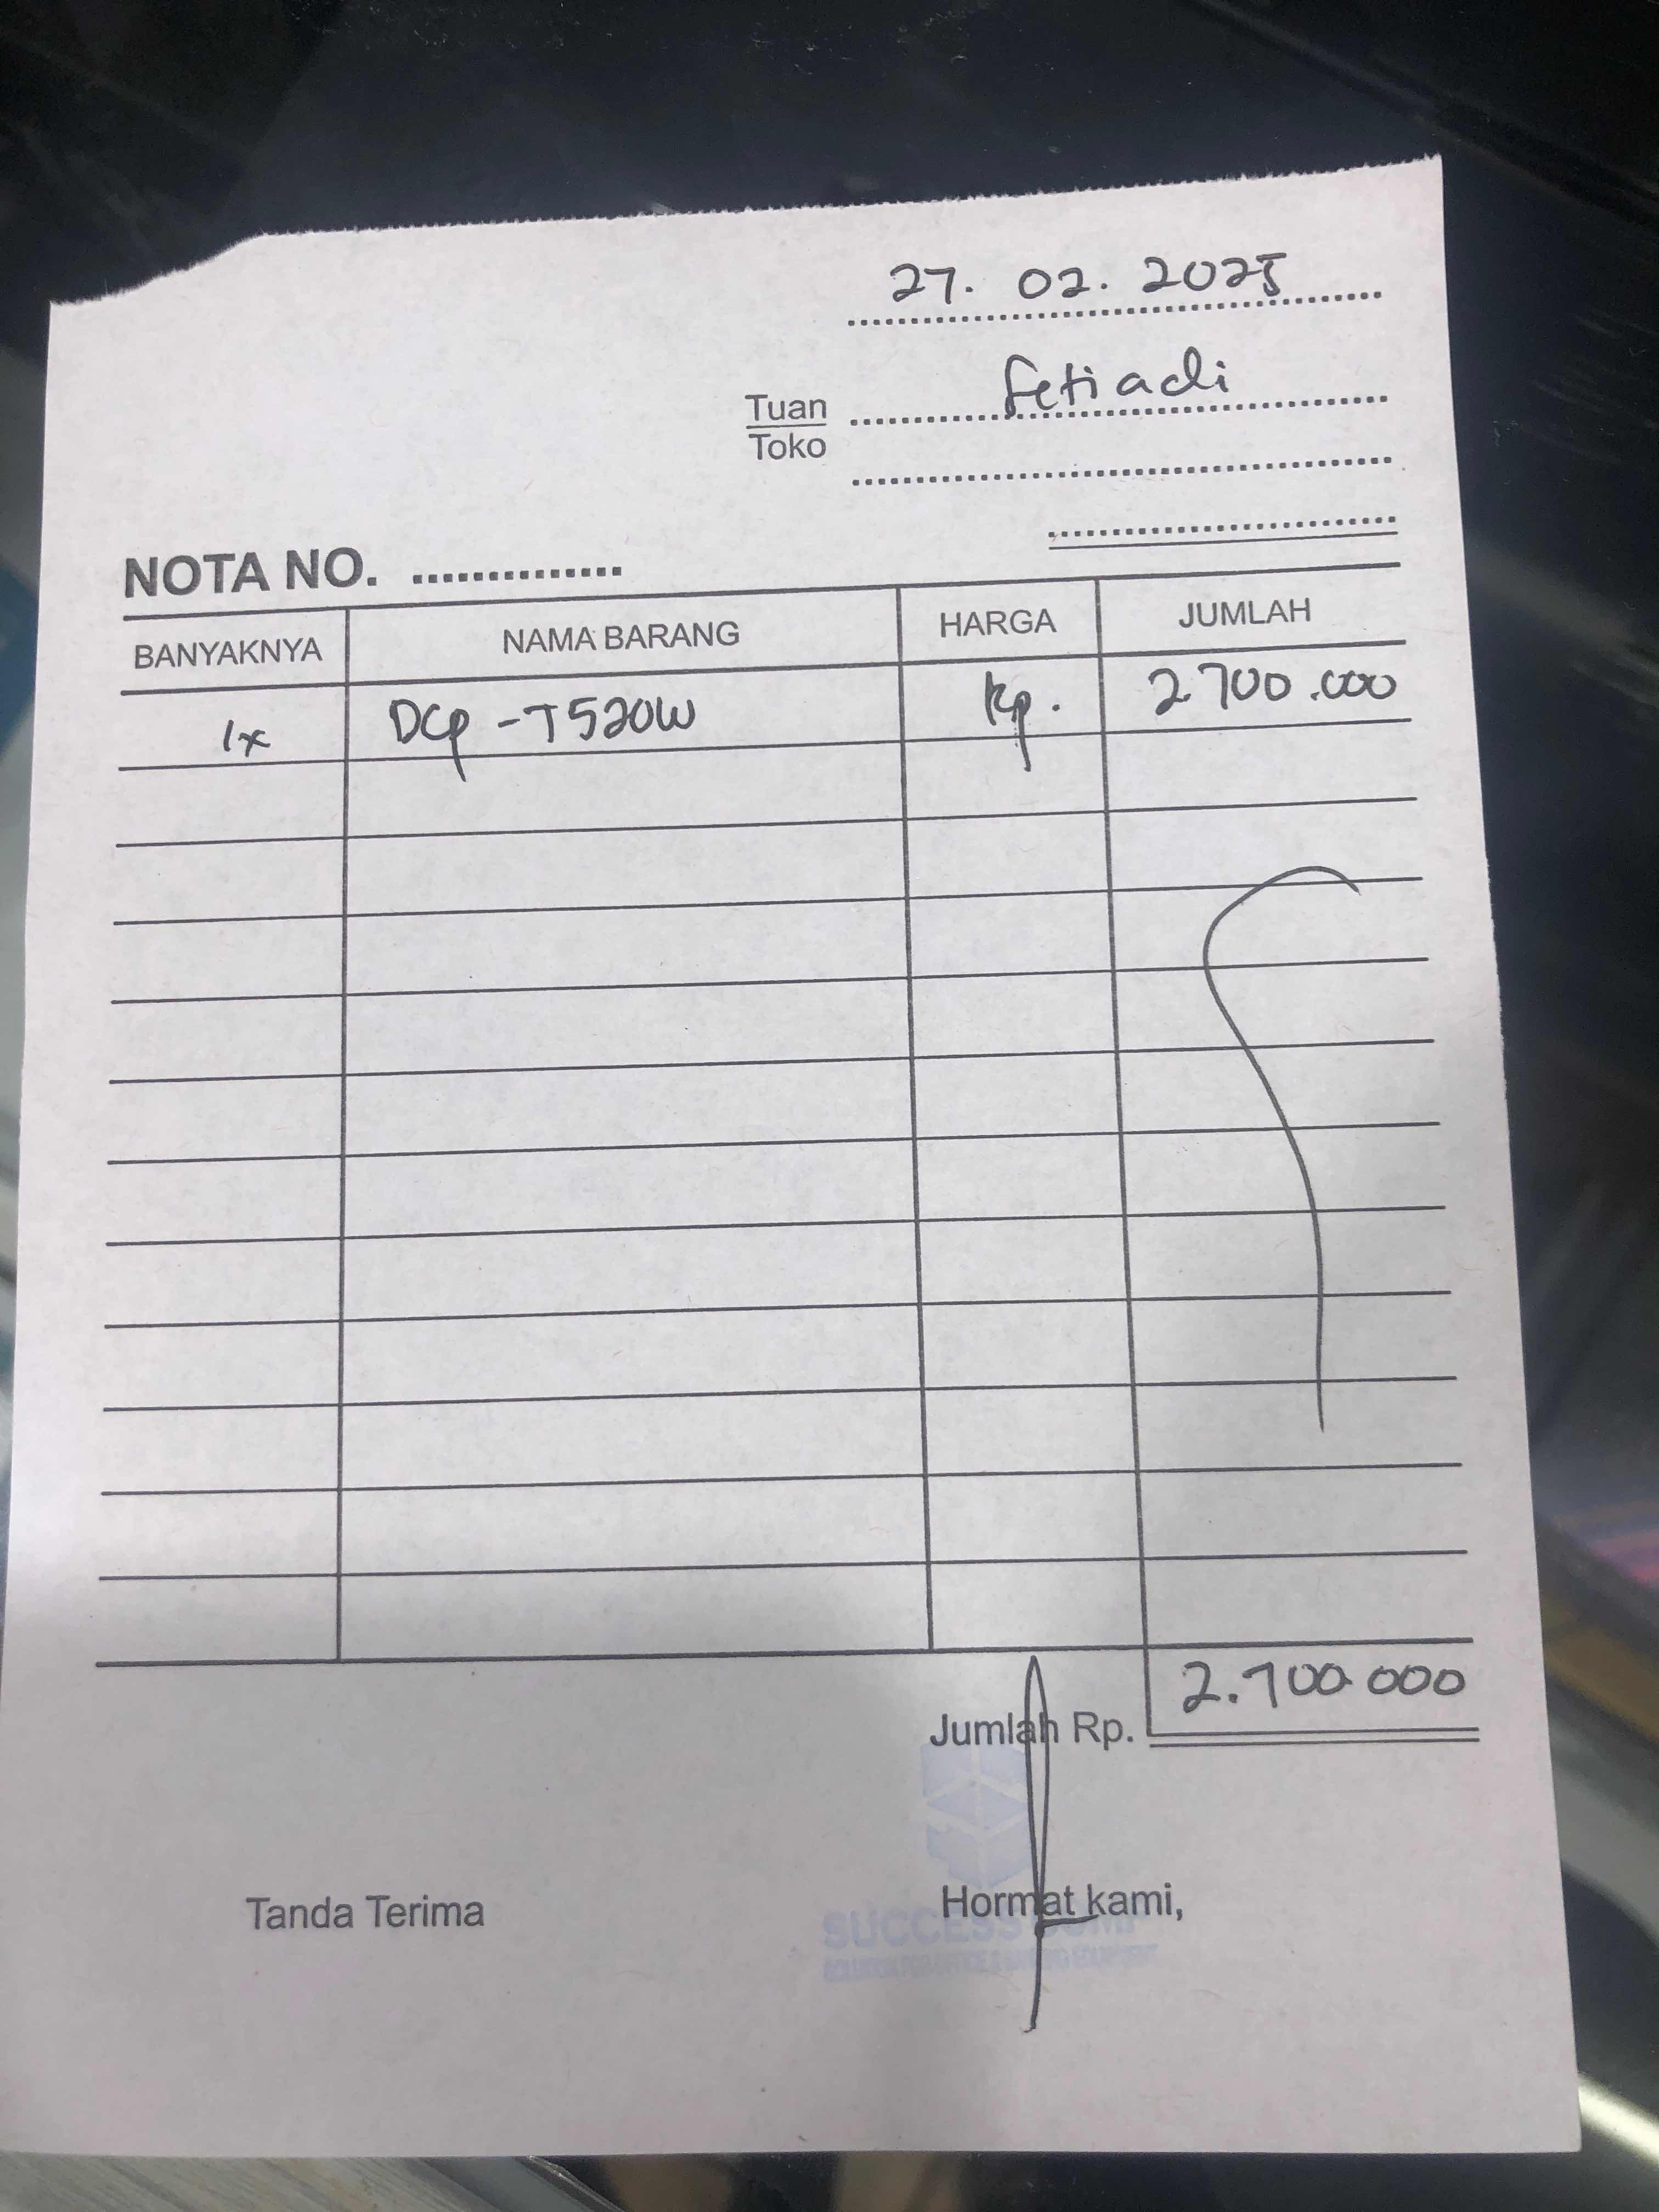 27. 02. 2025
Tuan Setiadi
Toko
NOTA NO. ..............
BANYAKNYA NAMA BARANG HARGA JUMLAH
1x DCP -T520W Rp. 2.700.000
Jumlah Rp. 2.700.000
Tanda Terima Hormat kami,
SUCCESS